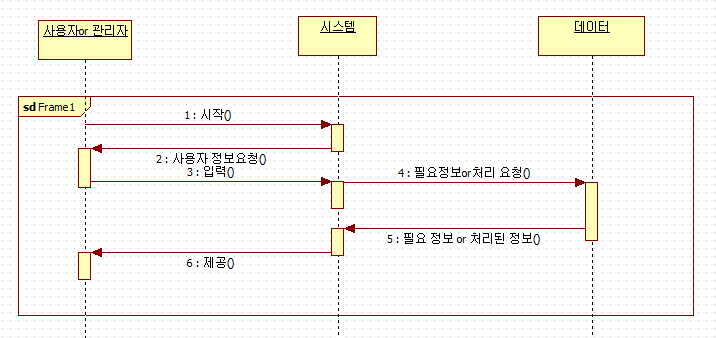 사용자or 관리자
시스템
데이터
sd Frame1
1 : 시작()
2 : 사용자 정보요청()
3 : 입력()
4 : 필요정보or처리 요청()
5 : 필요 정보 or 처리된 정보()
6 : 제공()